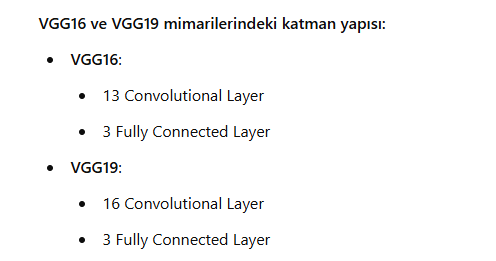 VGG16 ve VGG19 mimarilerindeki katman yapısı:
• VGG16:
• 13 Convolutional Layer
• 3 Fully Connected Layer
• VGG19:
• 16 Convolutional Layer
• 3 Fully Connected Layer